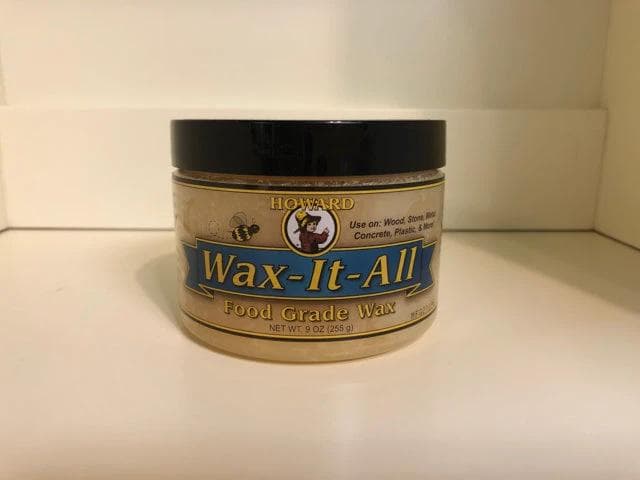 HOWARD
Use on: Wood, Stone, Metal
Concrete, Plastic, & More!
Wax-It-All
Food Grade Wax
NET WT. 9 OZ (255 g)